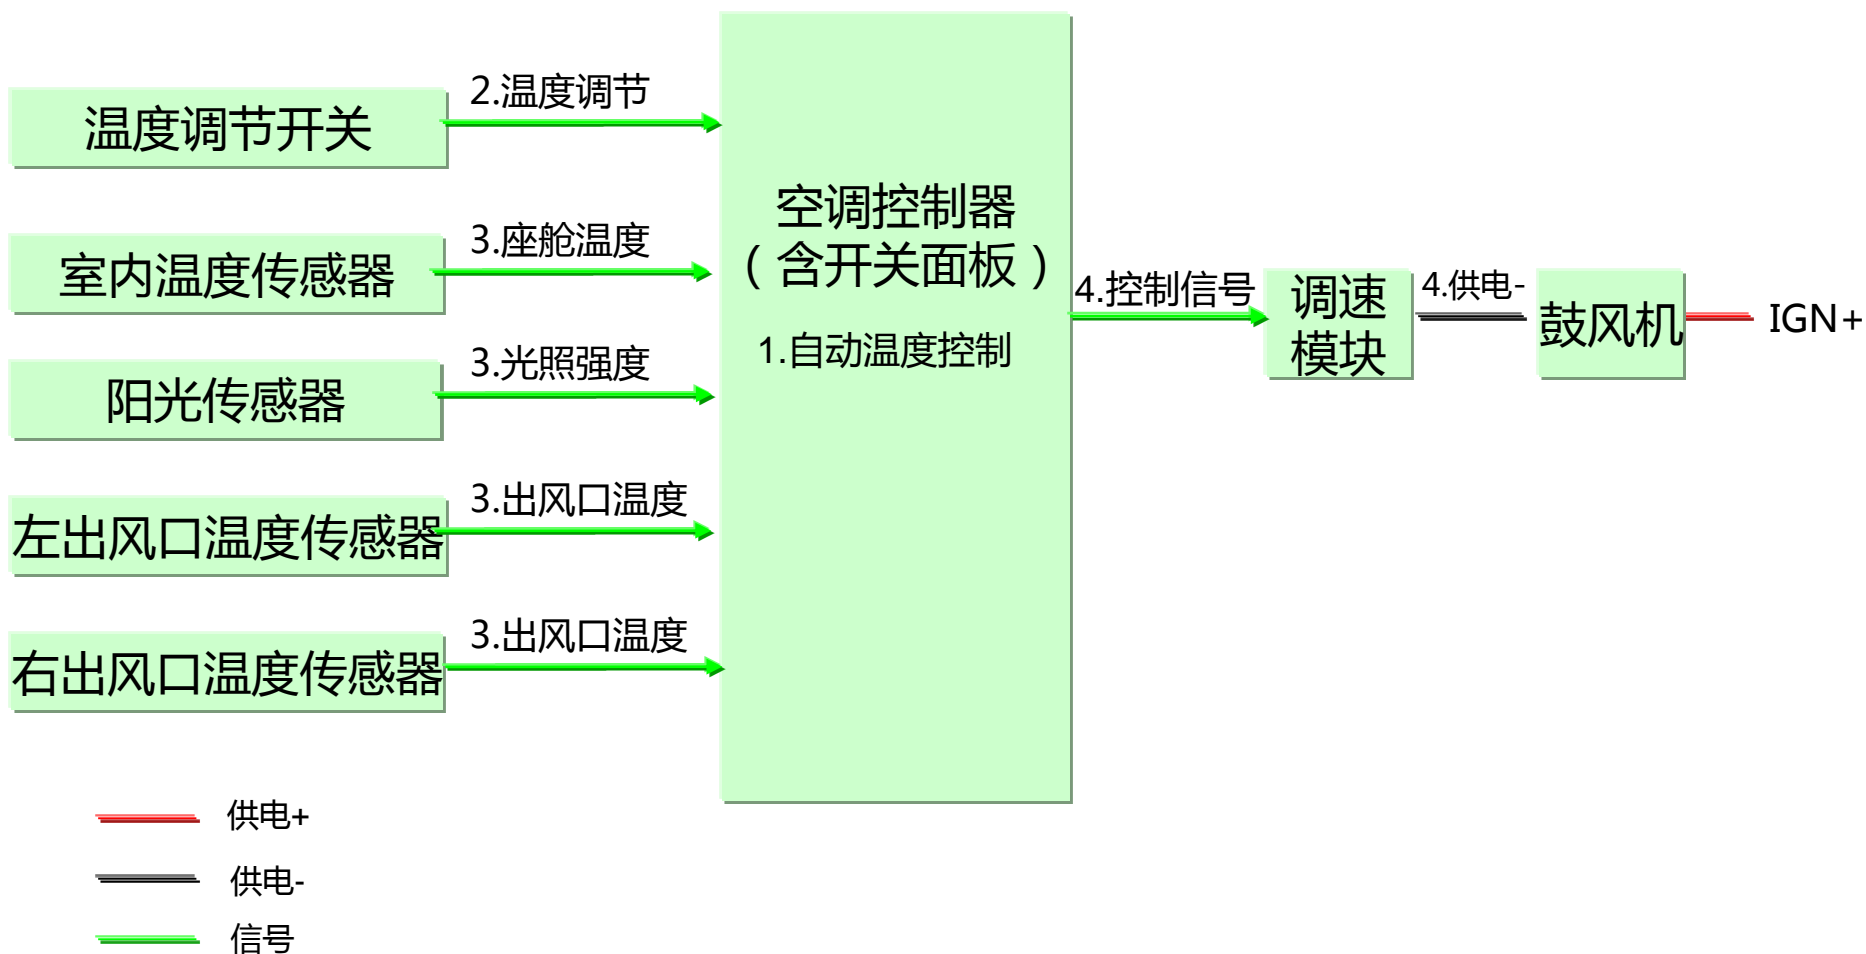 2.温度调节
温度调节开关
3.座舱温度
室内温度传感器
3.光照强度
阳光传感器
3.出风口温度
左出风口温度传感器
3.出风口温度
右出风口温度传感器
空调控制器
（含开关面板）
1.自动温度控制
4.控制信号
调速
模块
4.供电-
鼓风机
IGN+
供电+
供电-
信号